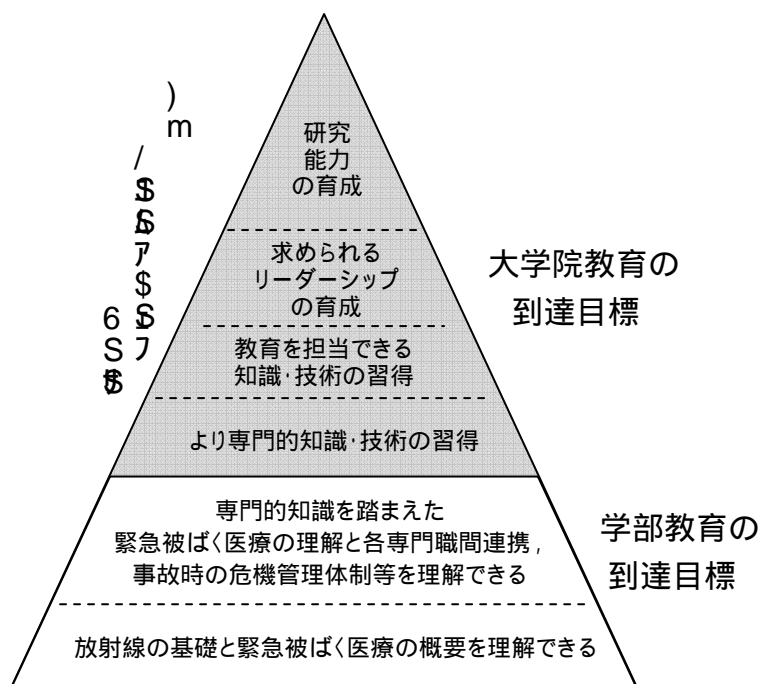 研究
能力
の育成
求められる
リーダーシップ
の育成
教育を担当できる
知識・技術の習得
より専門的知識・技術の習得
大学院教育の
到達目標
専門的知識を踏まえた
緊急被ばく医療の理解と各専門職間連携,
事故時の危機管理体制等を理解できる
放射線の基礎と緊急被ばく医療の概要を理解できる
学部教育の
到達目標